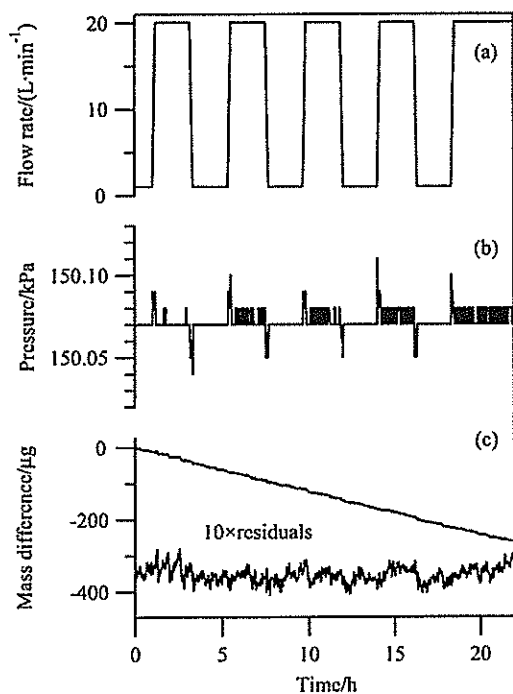 20
(a)
10
0
Flow rate/(L·min⁻¹)
(b)
150.10
150.05
Pressure/kPa
(c)
0
-200
-400
10×residuals
Mass difference/μg
0 5 10 15 20
Time/h